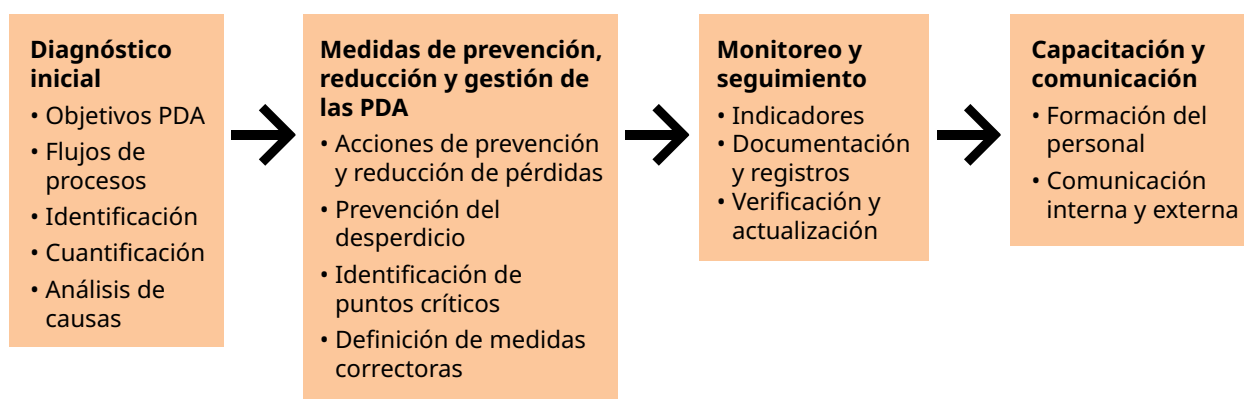 Diagnóstico
inicial
• Objetivos PDA
• Flujos de
procesos
• Identificación
• Cuantificación
• Análisis de
causas
Medidas de prevención,
reducción y gestión de
las PDA
• Acciones de prevención
y reducción de pérdidas
• Prevención del
desperdicio
• Identificación de
puntos críticos
• Definición de medidas
correctoras
Monitoreo y
seguimiento
• Indicadores
• Documentación
y registros
• Verificación y
actualización
Capacitación y
comunicación
• Formación del
personal
• Comunicación
interna y externa